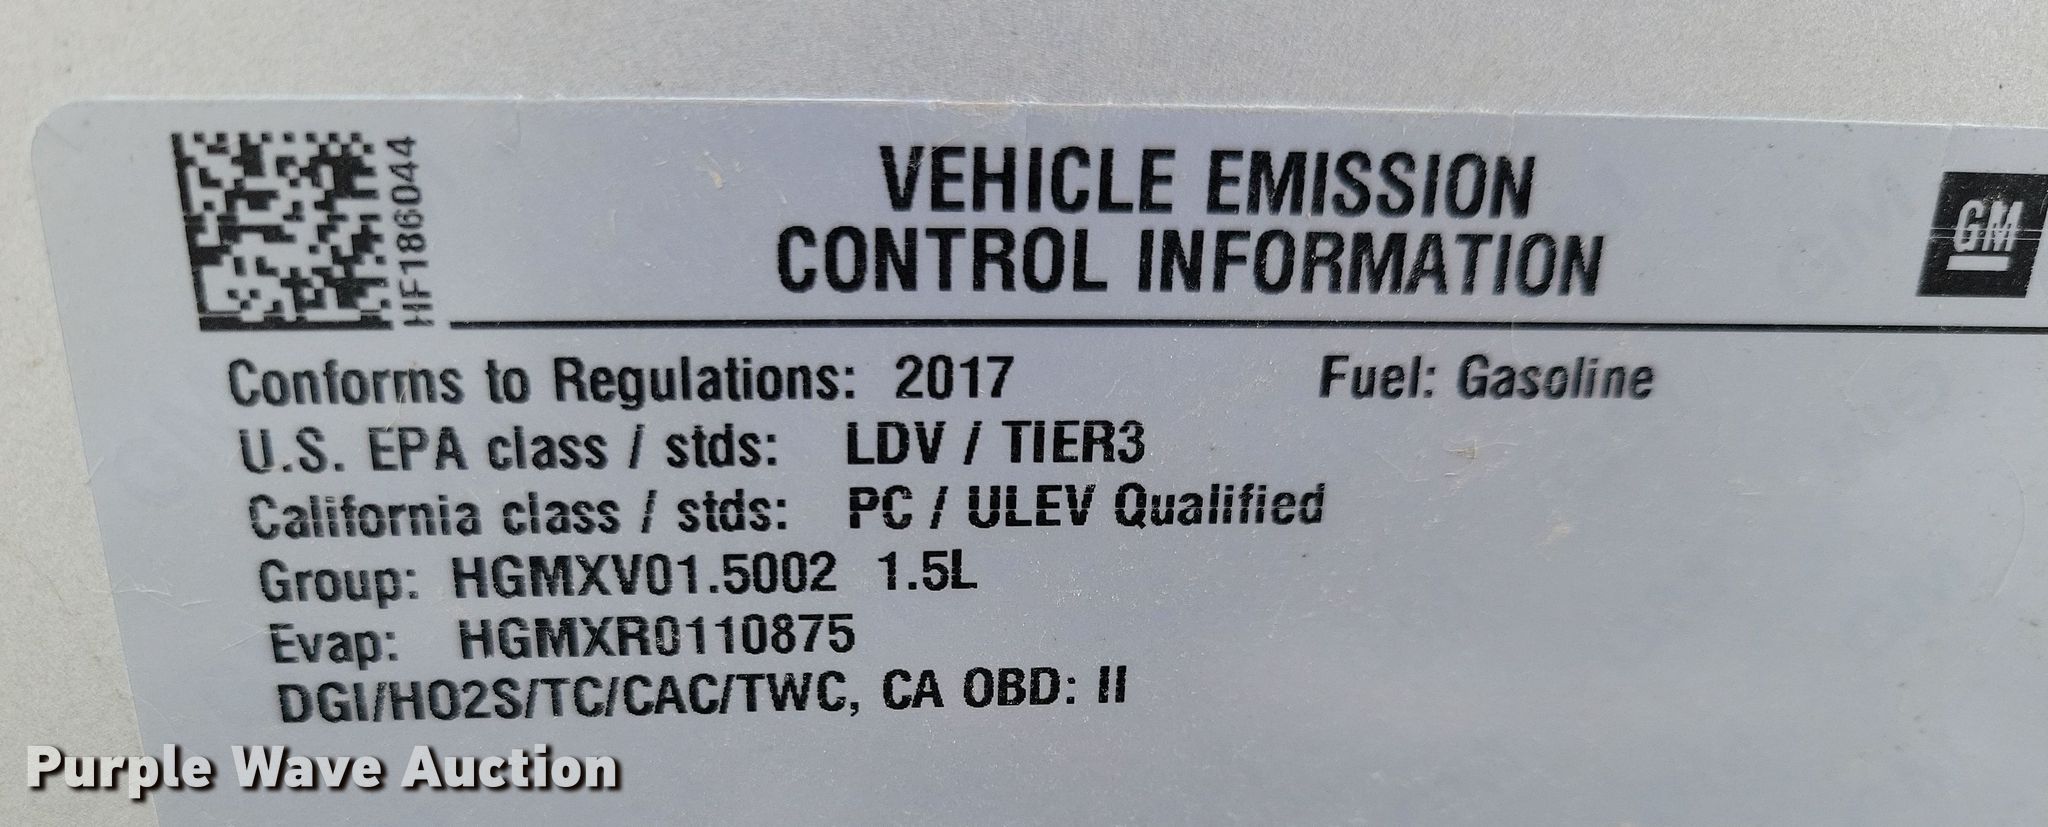 HF186044
VEHICLE EMISSION
CONTROL INFORMATION
GM
Conforms to Regulations: 2017 Fuel: Gasoline
U.S. EPA class / stds: LDV / TIER3
California class / stds: PC / ULEV Qualified
Group: HGMXV01.5002 1.5L
Evap: HGMXR0110875
DGI/HO2S/TC/CAC/TWC, CA OBD: II
Purple Wave Auction